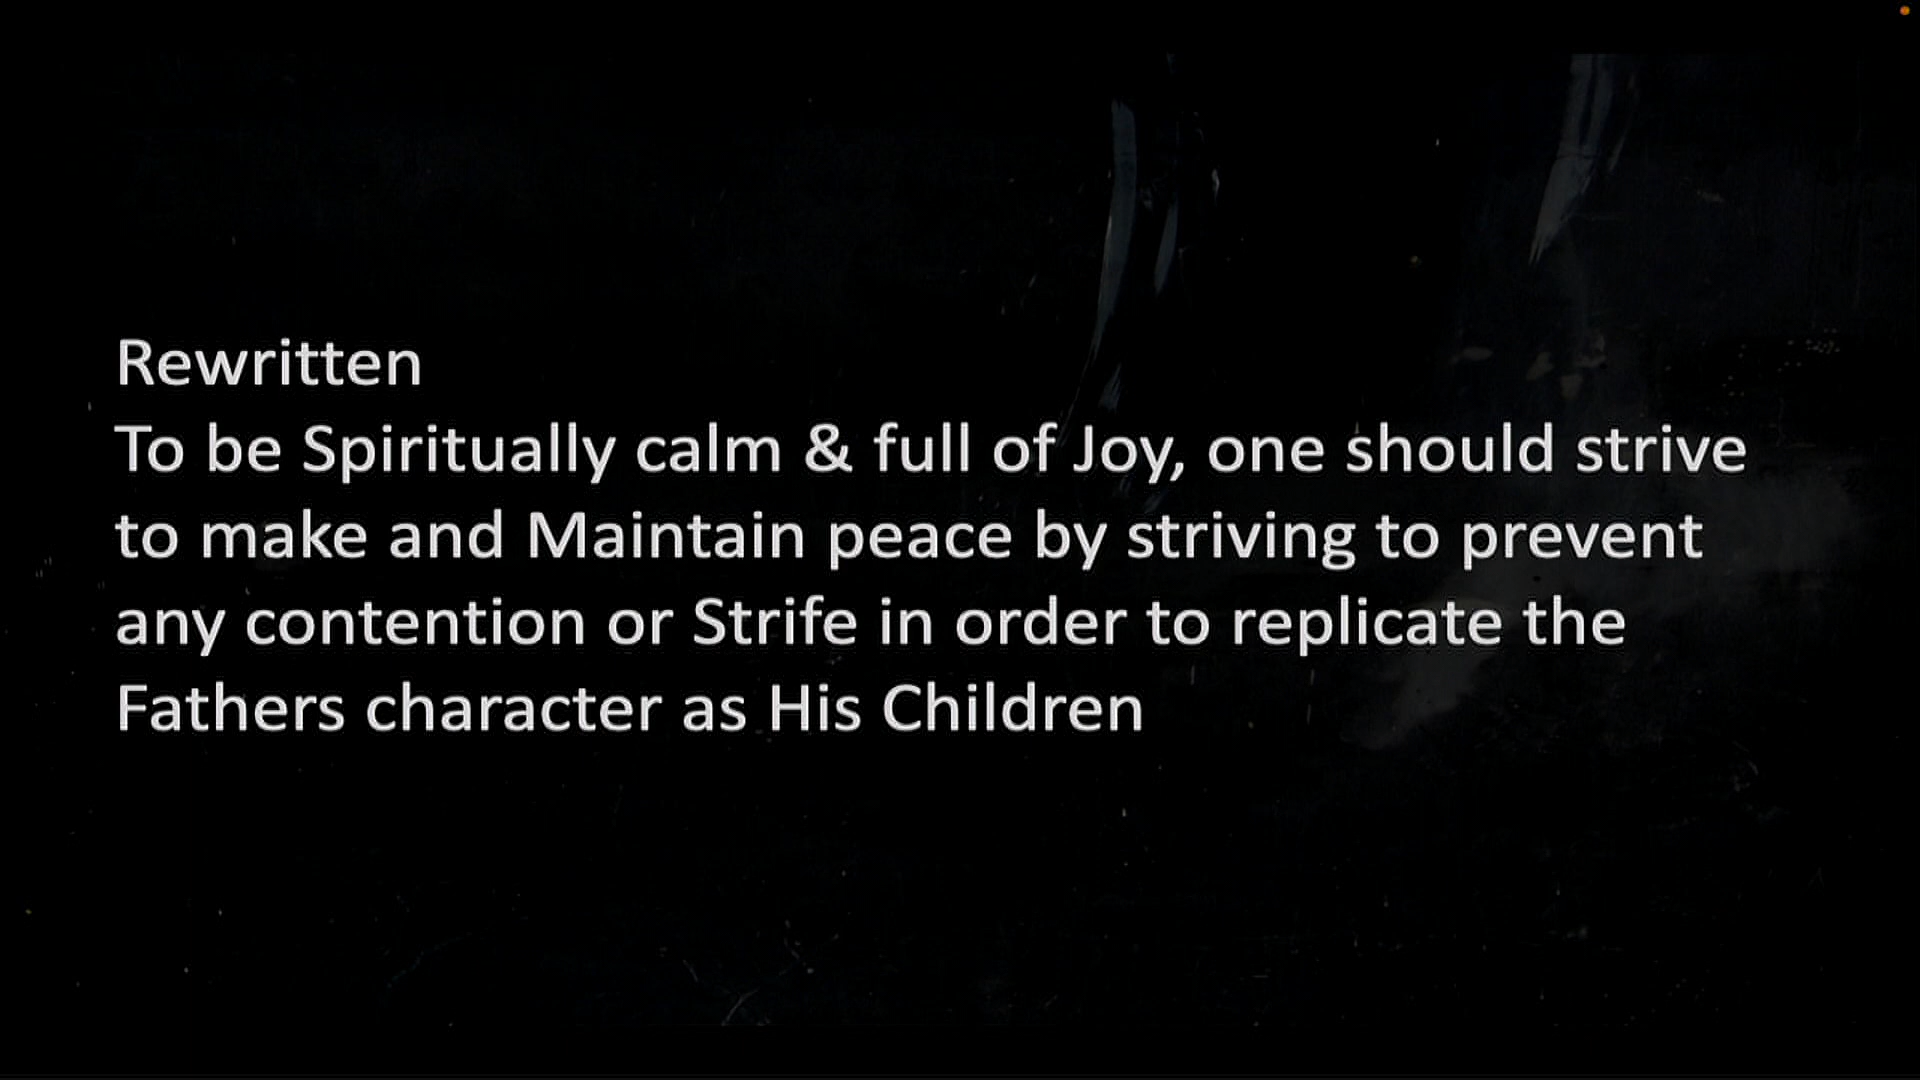 Rewritten
To be Spiritually calm & full of Joy, one should strive
to make and Maintain peace by striving to prevent
any contention or Strife in order to replicate the
Fathers character as His Children